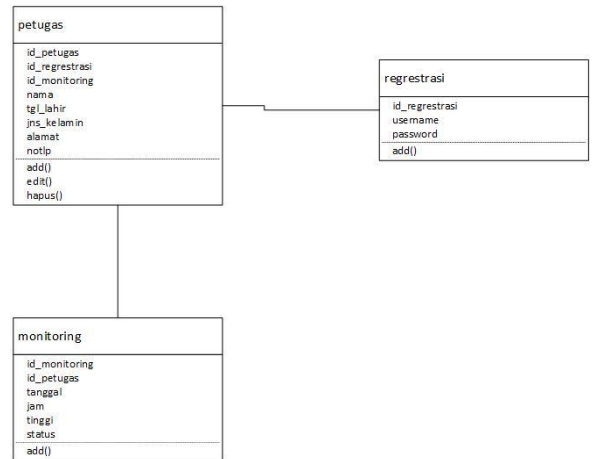 petugas
id_petugas
id_regrestrasi
id_monitoring
nama
tgl_lahir
jns_kelamin
alamat
notlp
add()
edit()
hapus()
regrestrasi
id_regrestrasi
username
password
add()
monitoring
id_monitoring
id_petugas
tanggal
jam
tinggi
status
add()